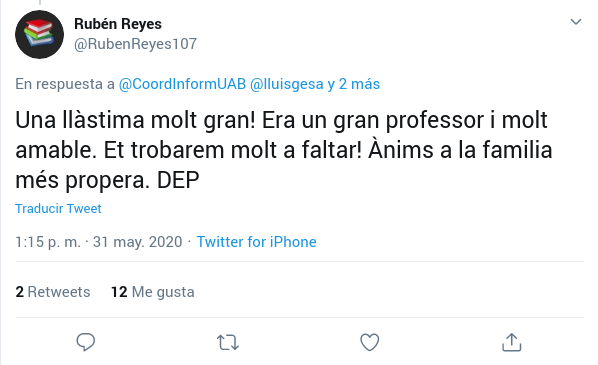 Rubén Reyes
@RubenReyes107
En respuesta a @CoordInformUAB @lluisgesa y 2 más
Una llàstima molt gran! Era un gran professor i molt
amable. Et trobarem molt a faltar! Ànims a la familia
més propera. DEP
Traducir Tweet
1:15 p. m. · 31 may. 2020 · Twitter for iPhone
2 Retweets 12 Me gusta